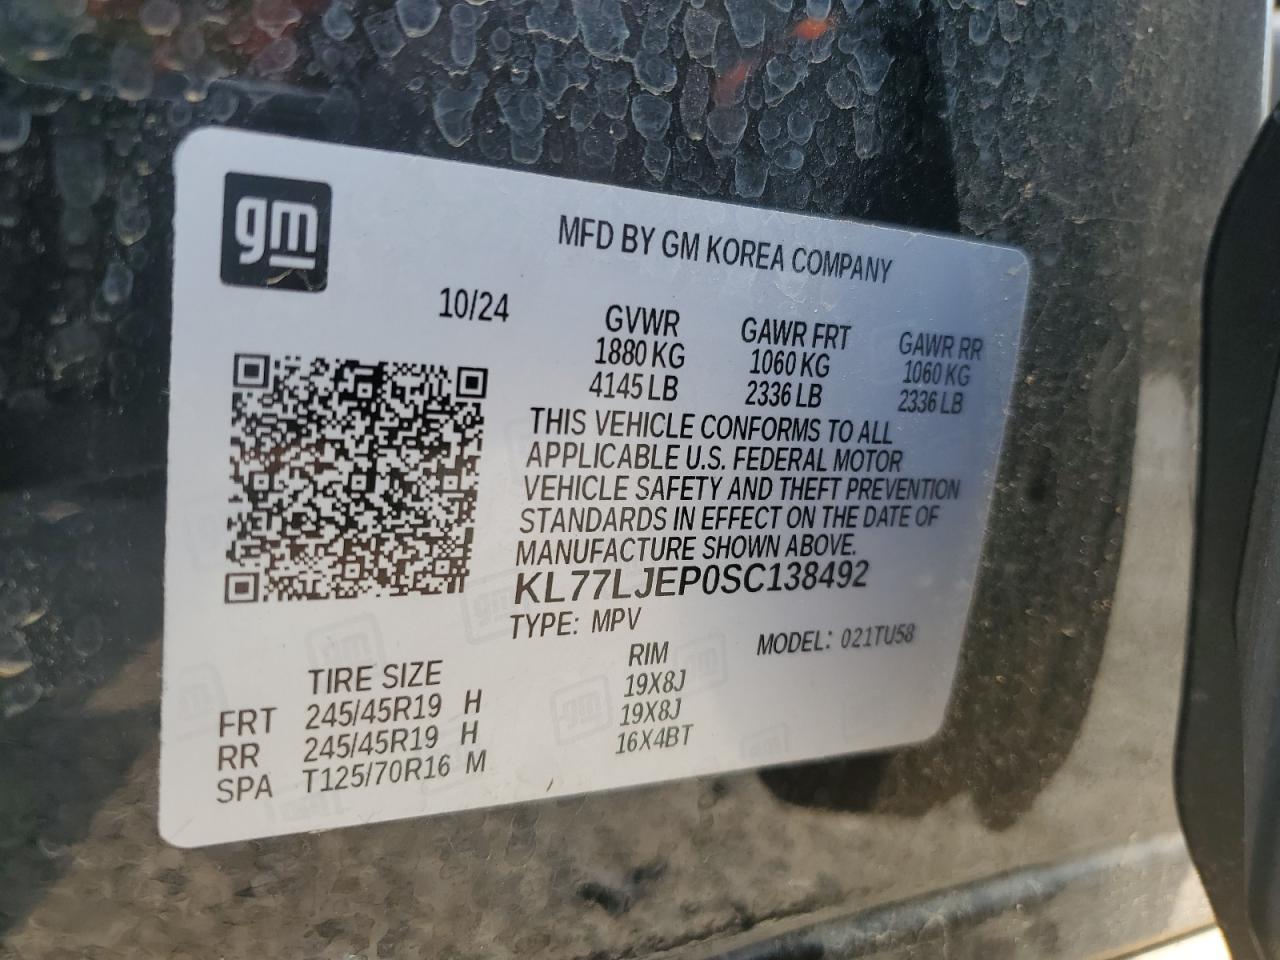 gm
MFD BY GM KOREA COMPANY
10/24 GVWR GAWR FRT GAWR RR
1880 KG 1060 KG 1060 KG
4145 LB 2336 LB 2336 LB
THIS VEHICLE CONFORMS TO ALL
APPLICABLE U.S. FEDERAL MOTOR
VEHICLE SAFETY AND THEFT PREVENTION
STANDARDS IN EFFECT ON THE DATE OF
MANUFACTURE SHOWN ABOVE.
KL77LJEP0SC138492
TYPE: MPV MODEL: 021TU58
TIRE SIZE RIM
FRT 245/45R19 H 19X8J
RR 245/45R19 H 19X8J
SPA T125/70R16 M 16X4BT